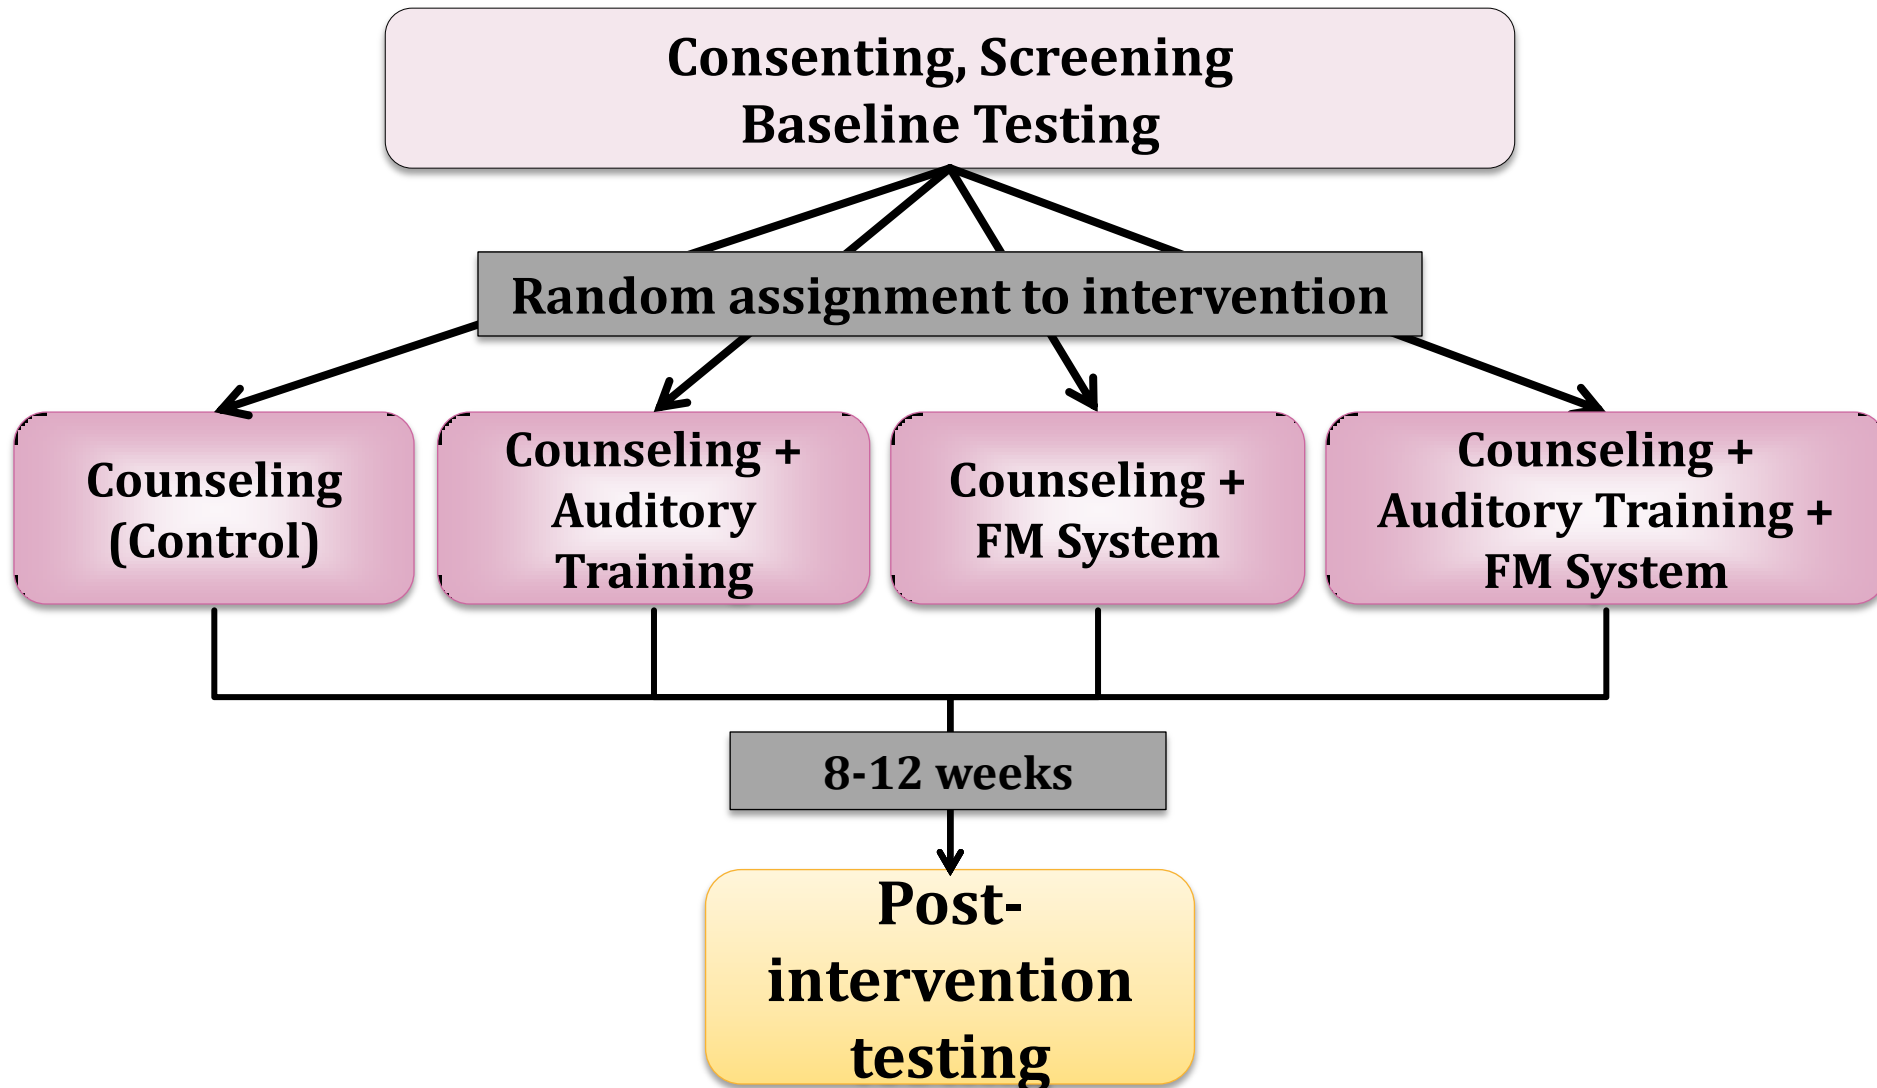 Consenting, Screening
Baseline Testing
Random assignment to intervention
Counseling
(Control)
Counseling +
Auditory
Training
Counseling +
FM System
Counseling +
Auditory Training +
FM System
8-12 weeks
Post-
intervention
testing